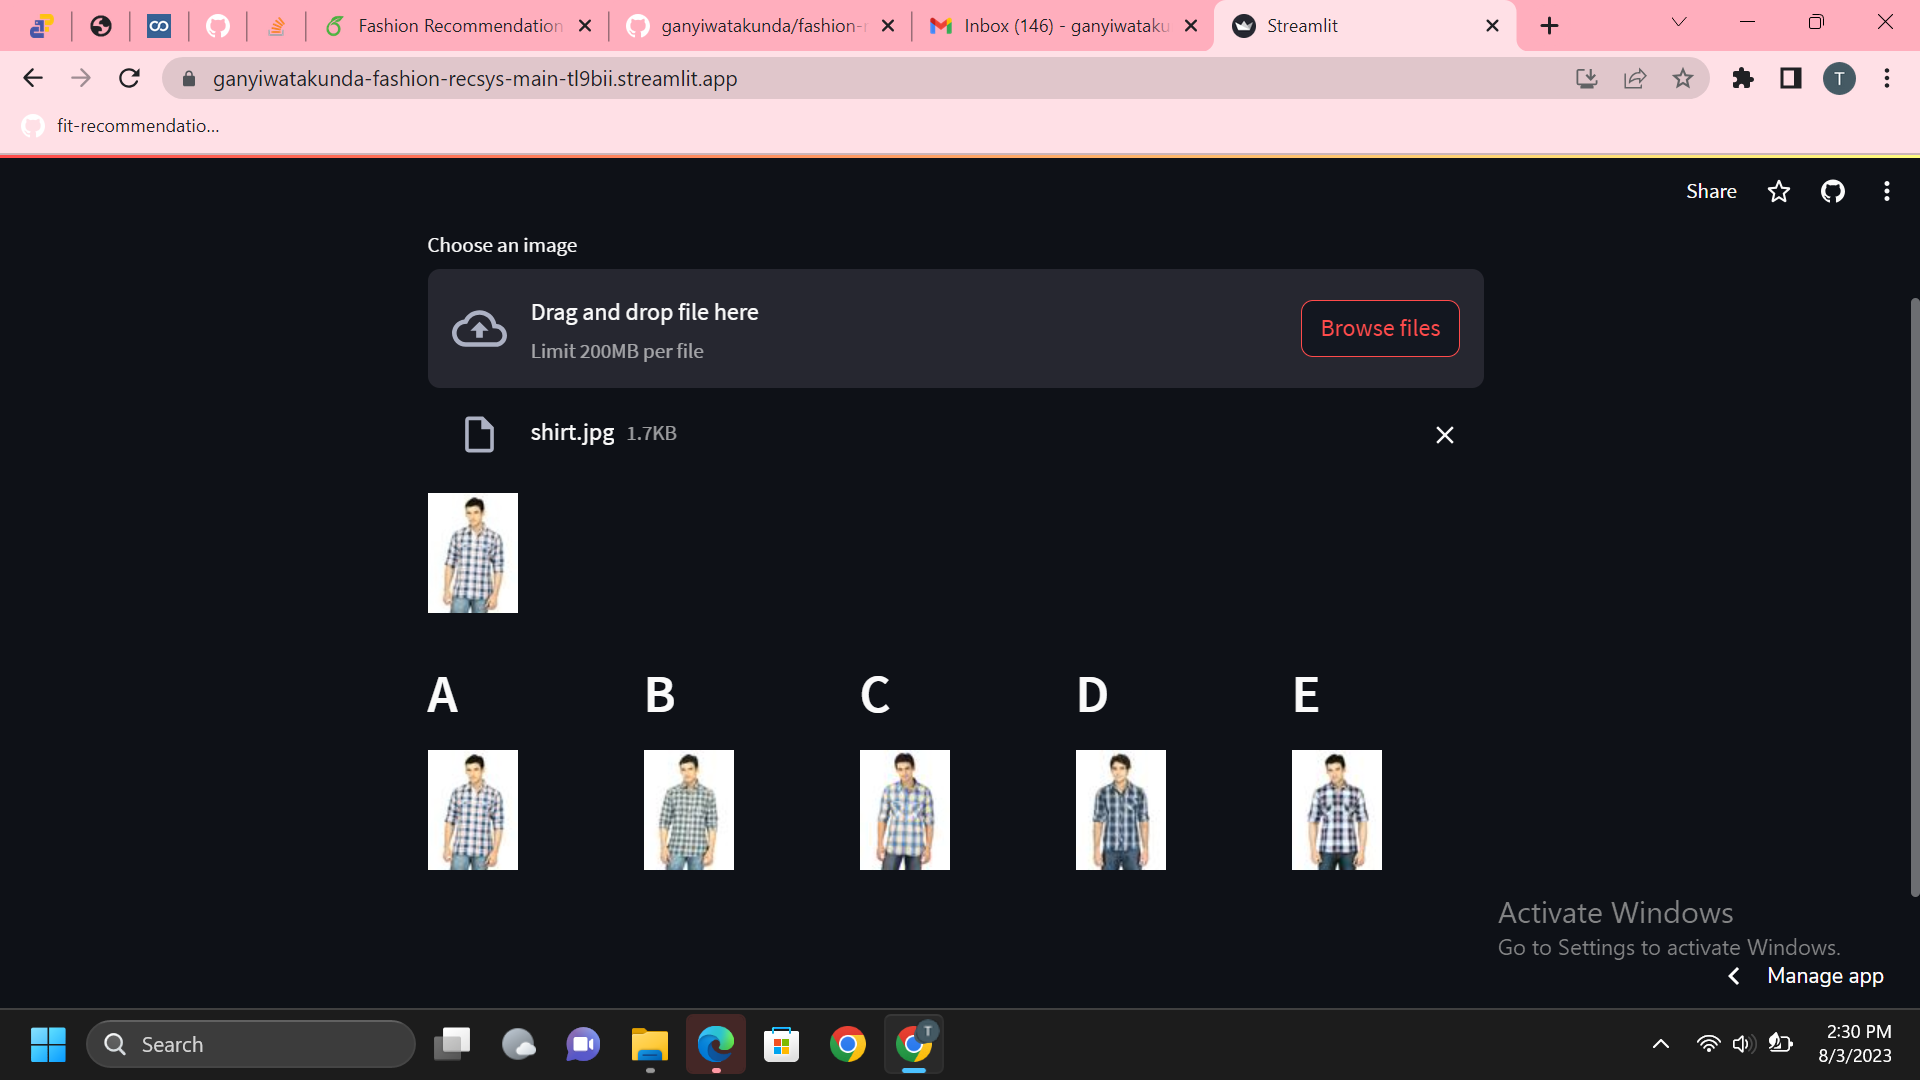 Fashion Recommendation
ganyiwatakunda/fashion-r
Inbox (146) - ganyiwataku
Streamlit
ganyiwatakunda-fashion-recsys-main-tl9bii.streamlit.app
T
fit-recommendatio...
Share
Choose an image
Drag and drop file here
Limit 200MB per file
Browse files
shirt.jpg 1.7KB
A B C D E
Activate Windows
Go to Settings to activate Windows.
Manage app
Search
T
2:30 PM
8/3/2023